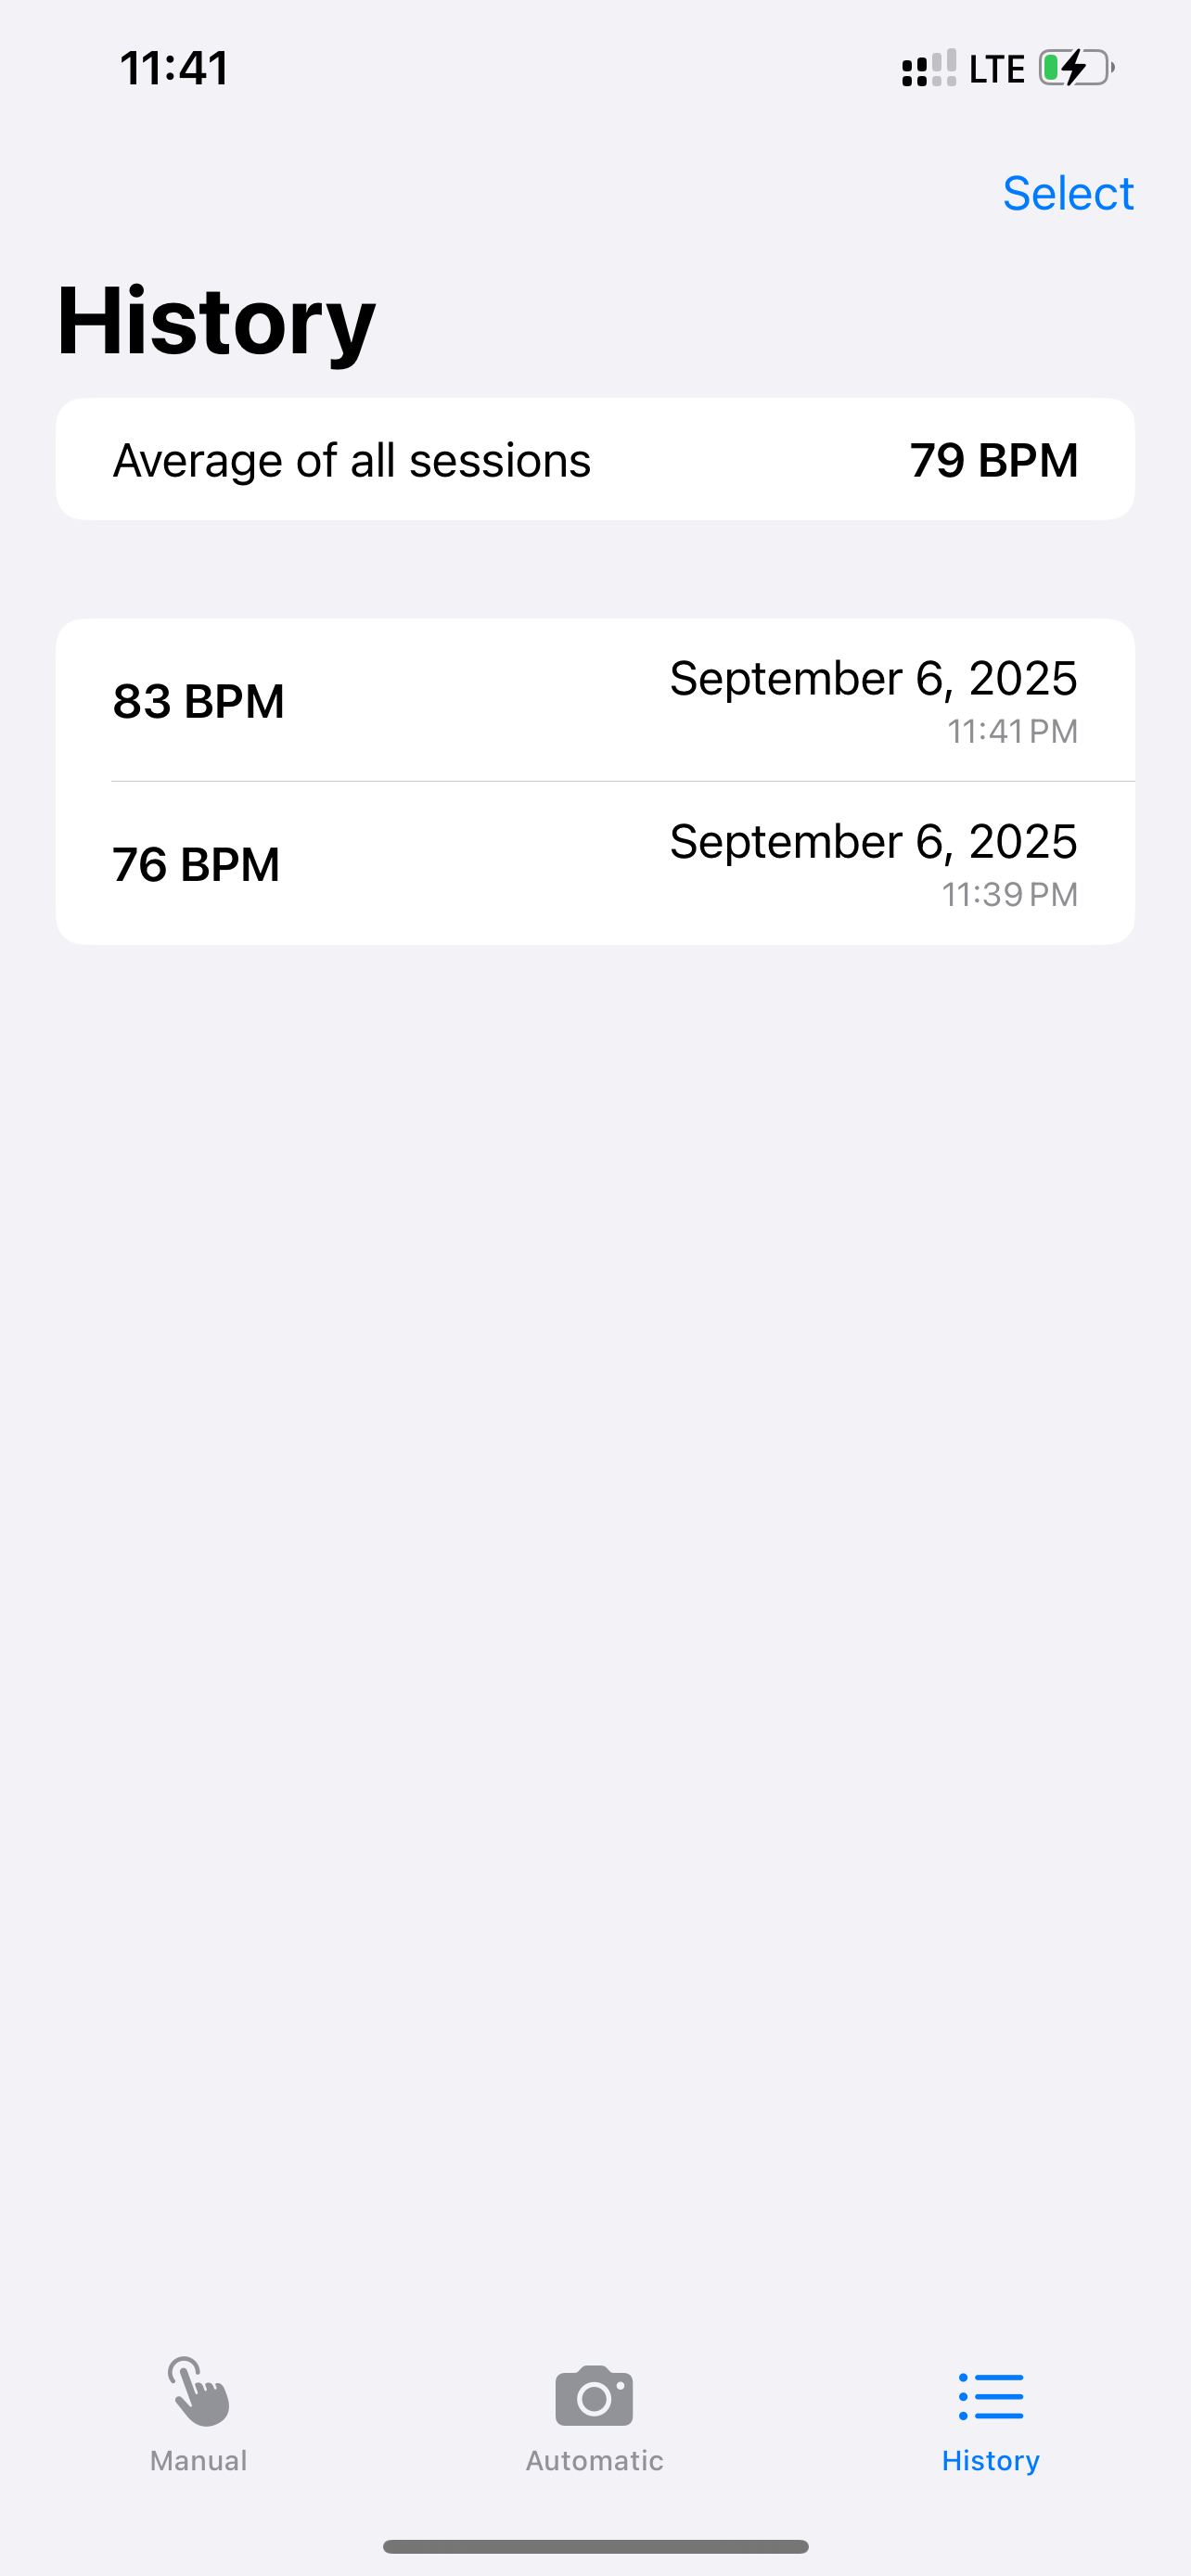 11:41 LTE
Select
History
Average of all sessions 79 BPM
83 BPM September 6, 2025
11:41 PM
76 BPM September 6, 2025
11:39 PM
Manual Automatic History